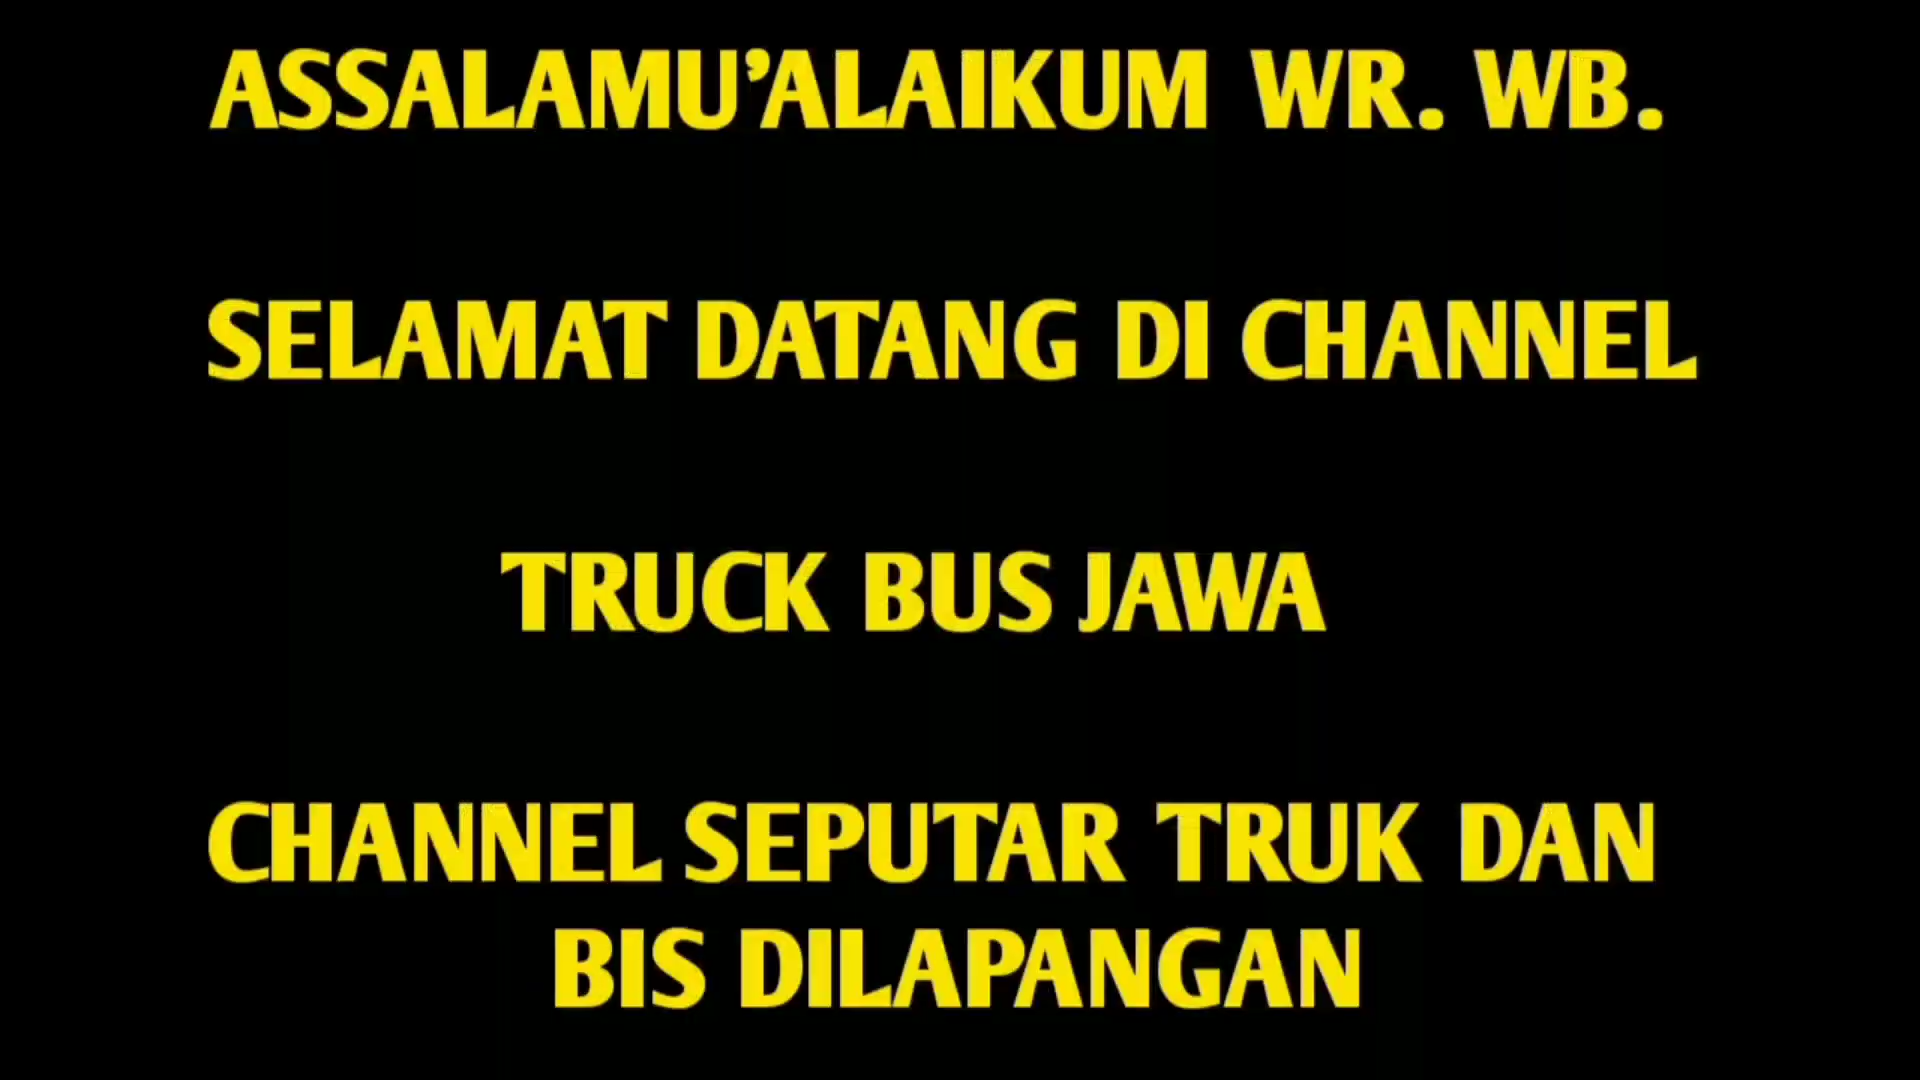 ASSALAMU’ALAIKUM WR. WB.
SELAMAT DATANG DI CHANNEL
TRUCK BUS JAWA
CHANNEL SEPUTAR TRUK DAN
BIS DILAPANGAN